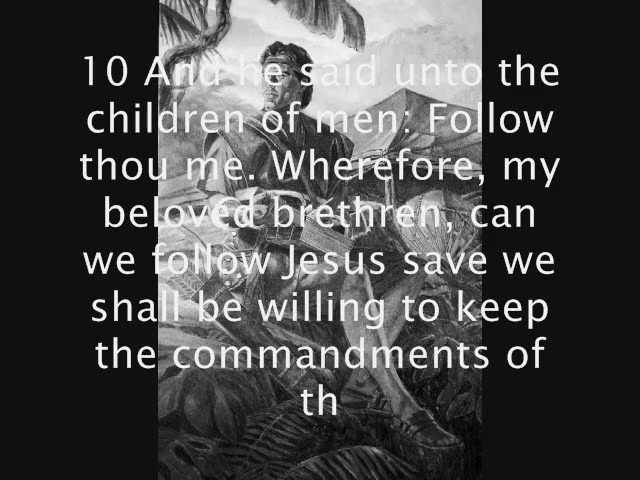 10 And he said unto the
children of men: Follow
thou me. Wherefore, my
beloved brethren, can
we follow Jesus save we
shall be willing to keep
the commandments of
th